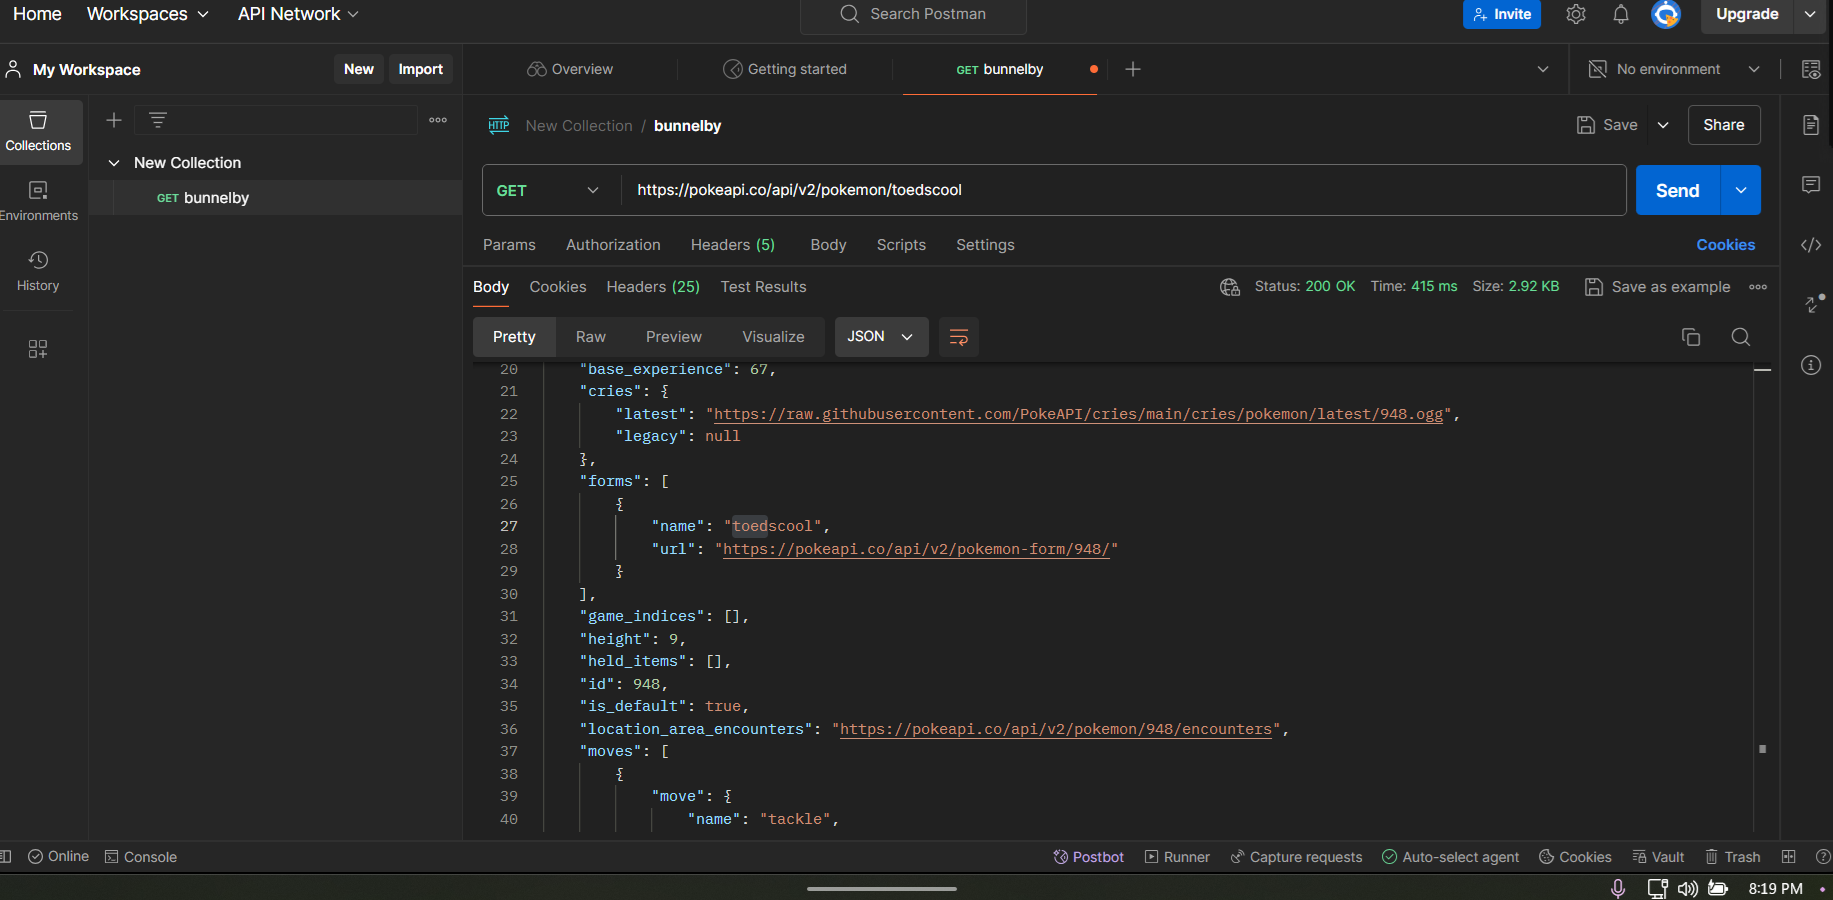 Home Workspaces API Network Search Postman Invite Upgrade
My Workspace New Import Overview Getting started GET bunnelby No environment
HTTP New Collection / bunnelby Save Share
Collections
New Collection
GET bunnelby
GET https://pokeapi.co/api/v2/pokemon/toedscool Send
Environments
Params Authorization Headers (5) Body Scripts Settings Cookies
History
Body Cookies Headers (25) Test Results Status: 200 OK Time: 415 ms Size: 2.92 KB Save as example
Pretty Raw Preview Visualize JSON
20 "base_experience": 67,
21 "cries": {
22 "latest": "https://raw.githubusercontent.com/PokeAPI/cries/main/cries/pokemon/latest/948.ogg",
23 "legacy": null
24 },
25 "forms": [
26 {
27 "name": "toedscool",
28 "url": "https://pokeapi.co/api/v2/pokemon-form/948/"
29 }
30 ],
31 "game_indices": [],
32 "height": 9,
33 "held_items": [],
34 "id": 948,
35 "is_default": true,
36 "location_area_encounters": "https://pokeapi.co/api/v2/pokemon/948/encounters",
37 "moves": [
38 {
39 "move": {
40 "name": "tackle",
Online Console Postbot Runner Capture requests Auto-select agent Cookies Vault Trash
8:19 PM